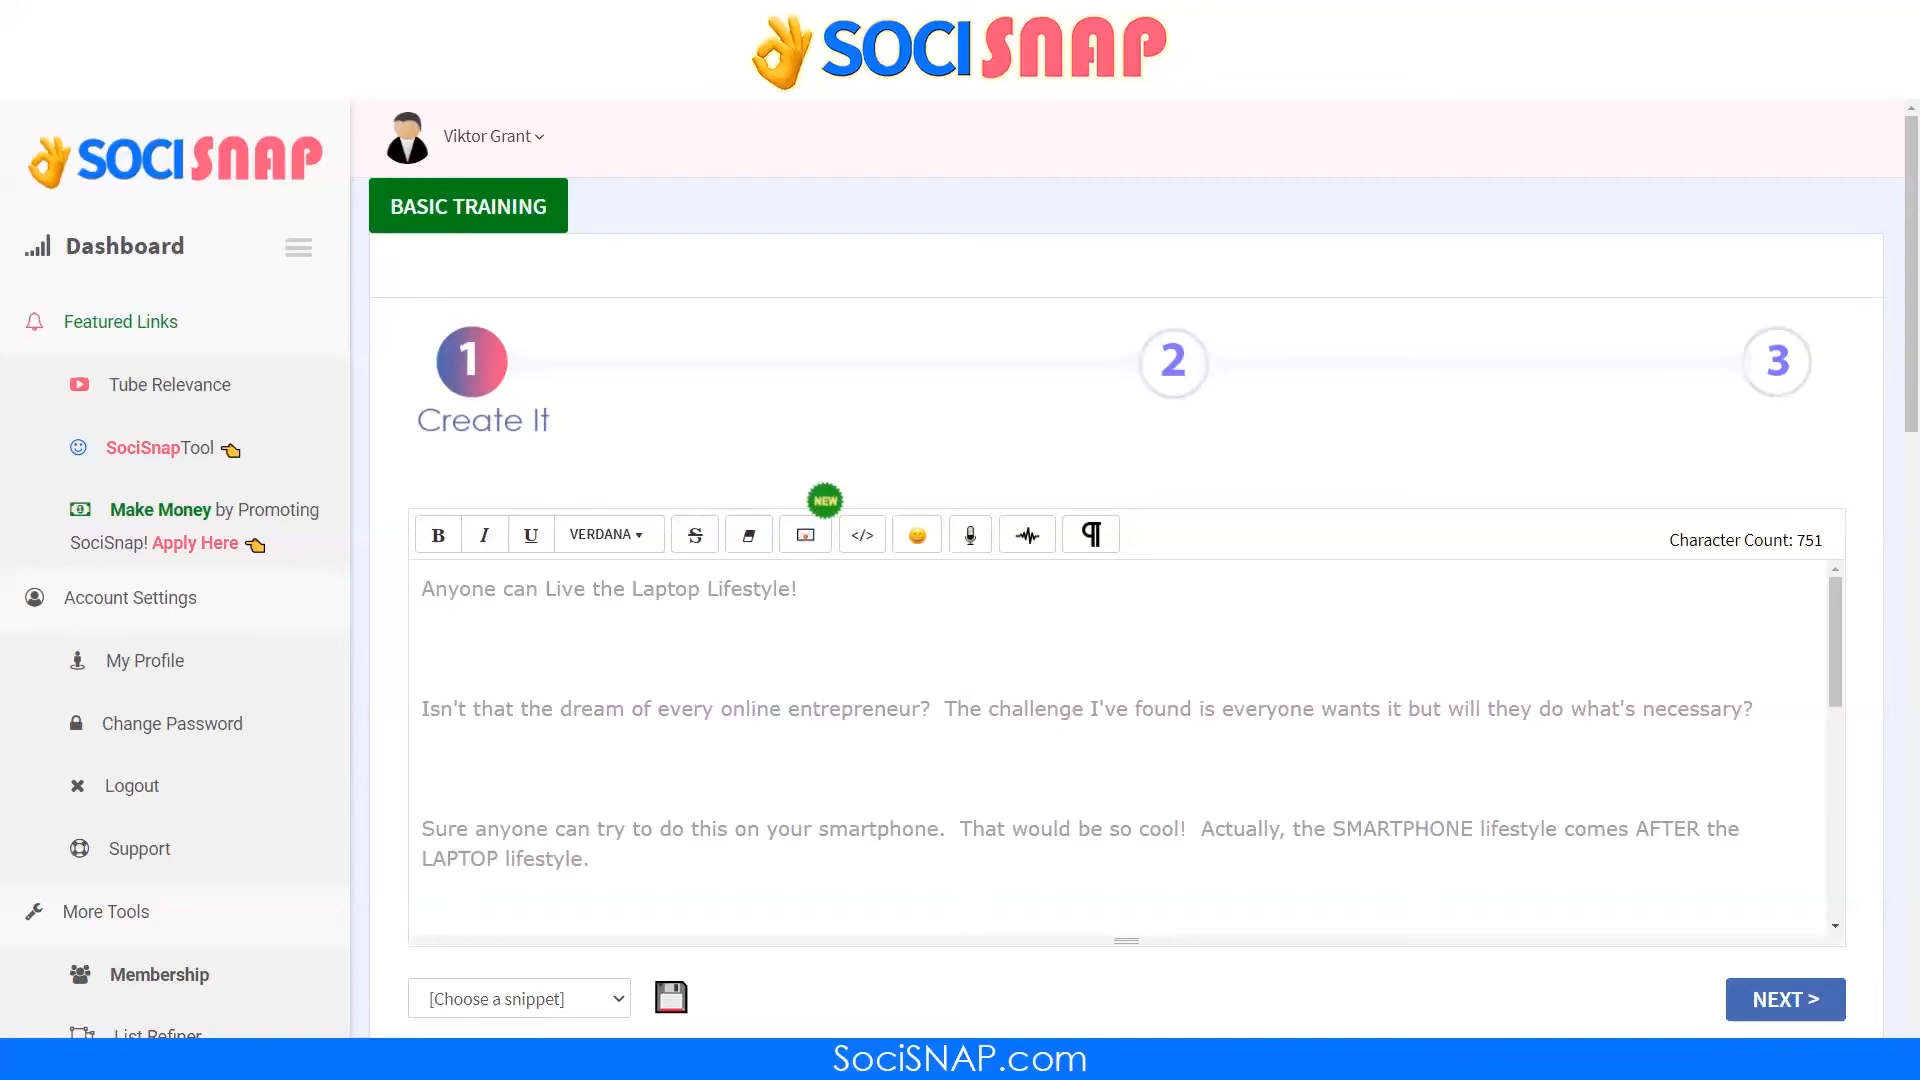 SOCISNAP
SOCISNAP
Viktor Grant
BASIC TRAINING
Dashboard
Featured Links
Tube Relevance
SociSnapTool
Make Money by Promoting
SociSnap! Apply Here
Account Settings
My Profile
Change Password
Logout
Support
More Tools
Membership
List Refiner
1
2
3
Create It
NEW
B I U VERDANA S </> ¶
Character Count: 751
Anyone can Live the Laptop Lifestyle!
Isn't that the dream of every online entrepreneur?  The challenge I've found is everyone wants it but will they do what's necessary?
Sure anyone can try to do this on your smartphone.  That would be so cool!  Actually, the SMARTPHONE lifestyle comes AFTER the
LAPTOP lifestyle.
[Choose a snippet]
NEXT >
SociSNAP.com